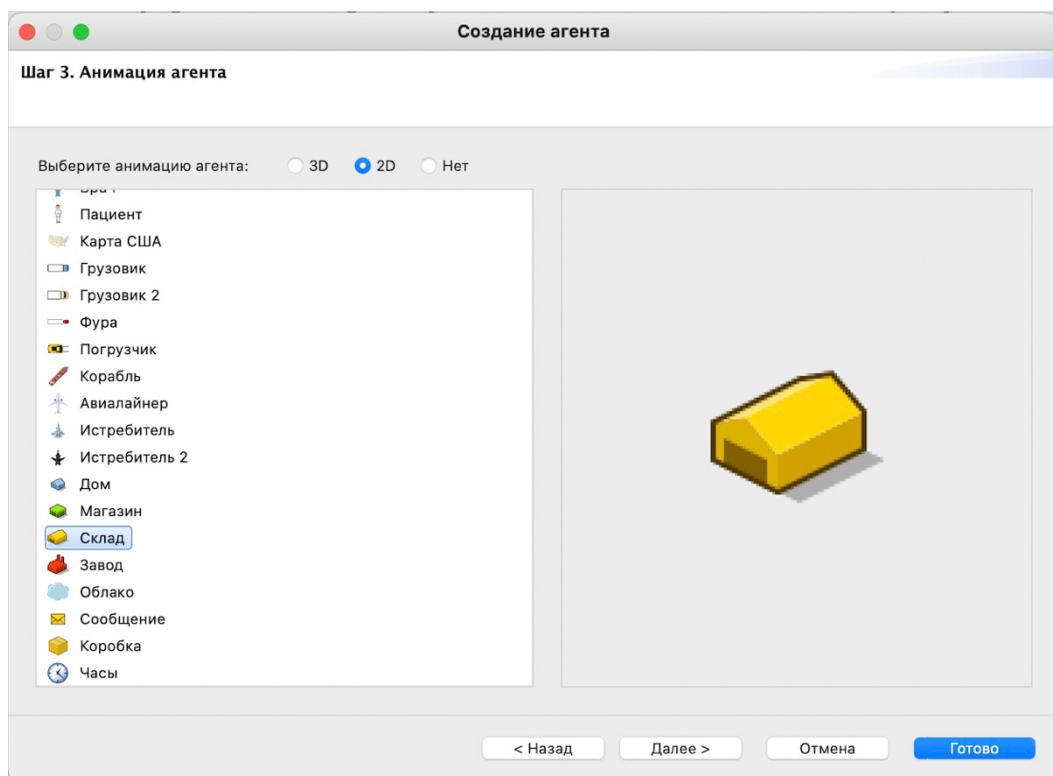 Создание агента
Шаг 3. Анимация агента
Выберите анимацию агента: 3D 2D Нет
Пациент
Карта США
Грузовик
Грузовик 2
Фура
Погрузчик
Корабль
Авиалайнер
Истребитель
Истребитель 2
Дом
Магазин
Склад
Завод
Облако
Сообщение
Коробка
Часы
< Назад Далее > Отмена Готово